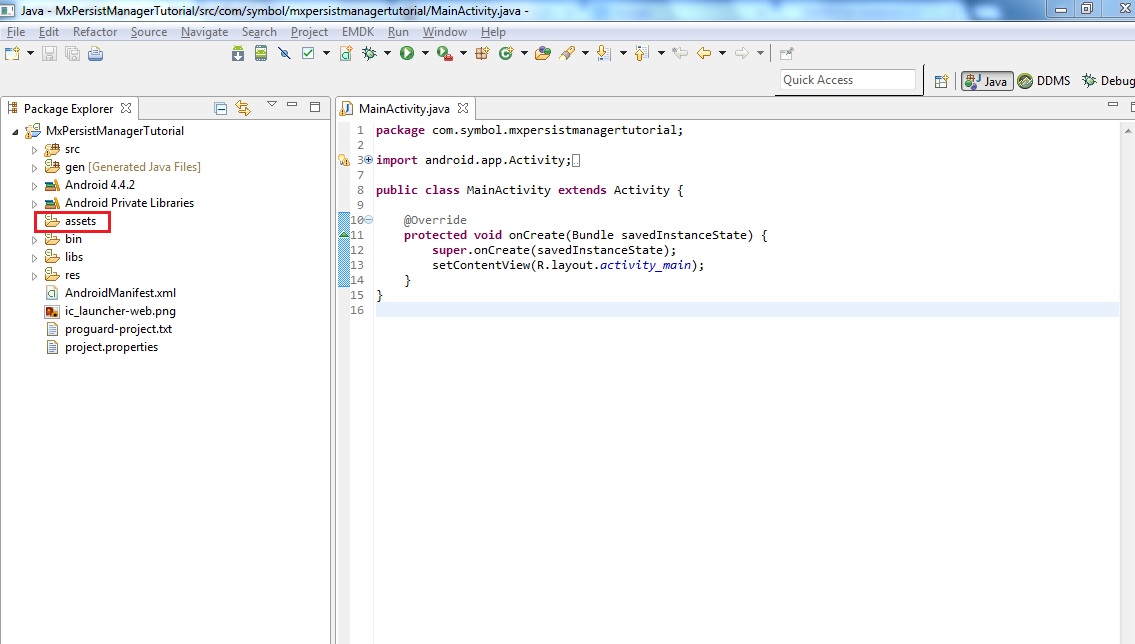 Java - MxPersistManagerTutorial/src/com/symbol/mxpersistmanagertutorial/MainActivity.java -
File Edit Refactor Source Navigate Search Project EMDK Run Window Help
Quick Access
Java DDMS Debug
Package Explorer
MxPersistManagerTutorial
src
gen [Generated Java Files]
Android 4.4.2
Android Private Libraries
assets
bin
libs
res
AndroidManifest.xml
ic_launcher-web.png
proguard-project.txt
project.properties
MainActivity.java
1 package com.symbol.mxpersistmanagertutorial;
2
3 import android.app.Activity;
7
8 public class MainActivity extends Activity {
9
10 @Override
11 protected void onCreate(Bundle savedInstanceState) {
12 super.onCreate(savedInstanceState);
13 setContentView(R.layout.activity_main);
14 }
15 }
16